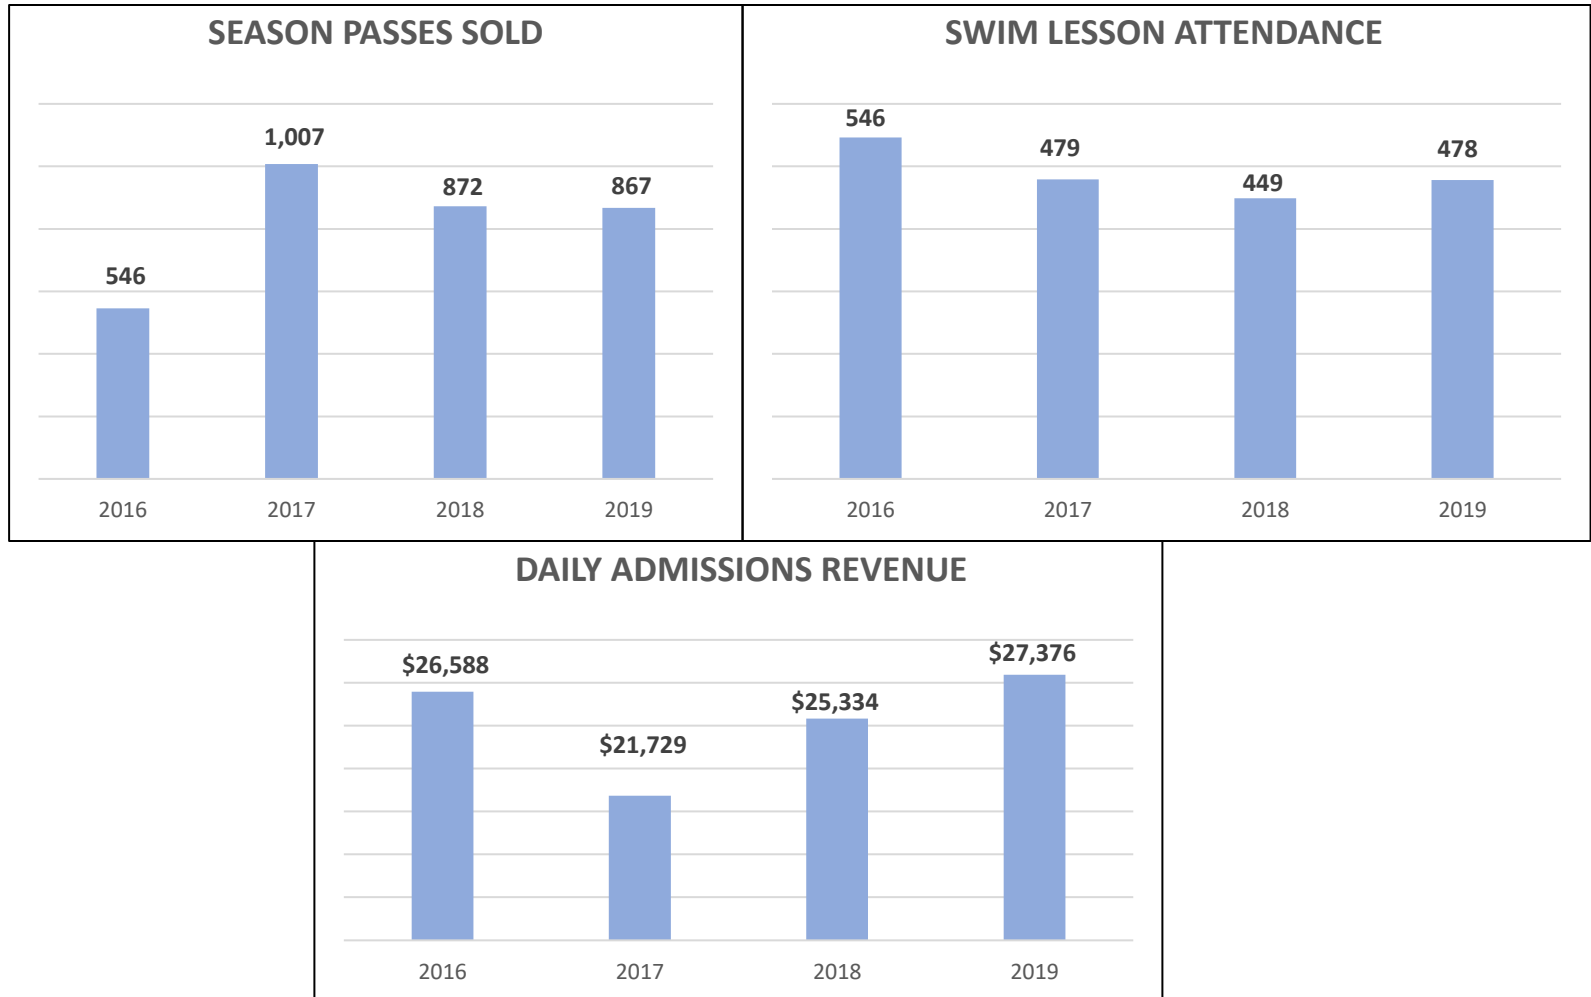 SEASON PASSES SOLD
546
1,007
872
867
2016 2017 2018 2019
SWIM LESSON ATTENDANCE
546
479
449
478
2016 2017 2018 2019
DAILY ADMISSIONS REVENUE
$26,588
$21,729
$25,334
$27,376
2016 2017 2018 2019